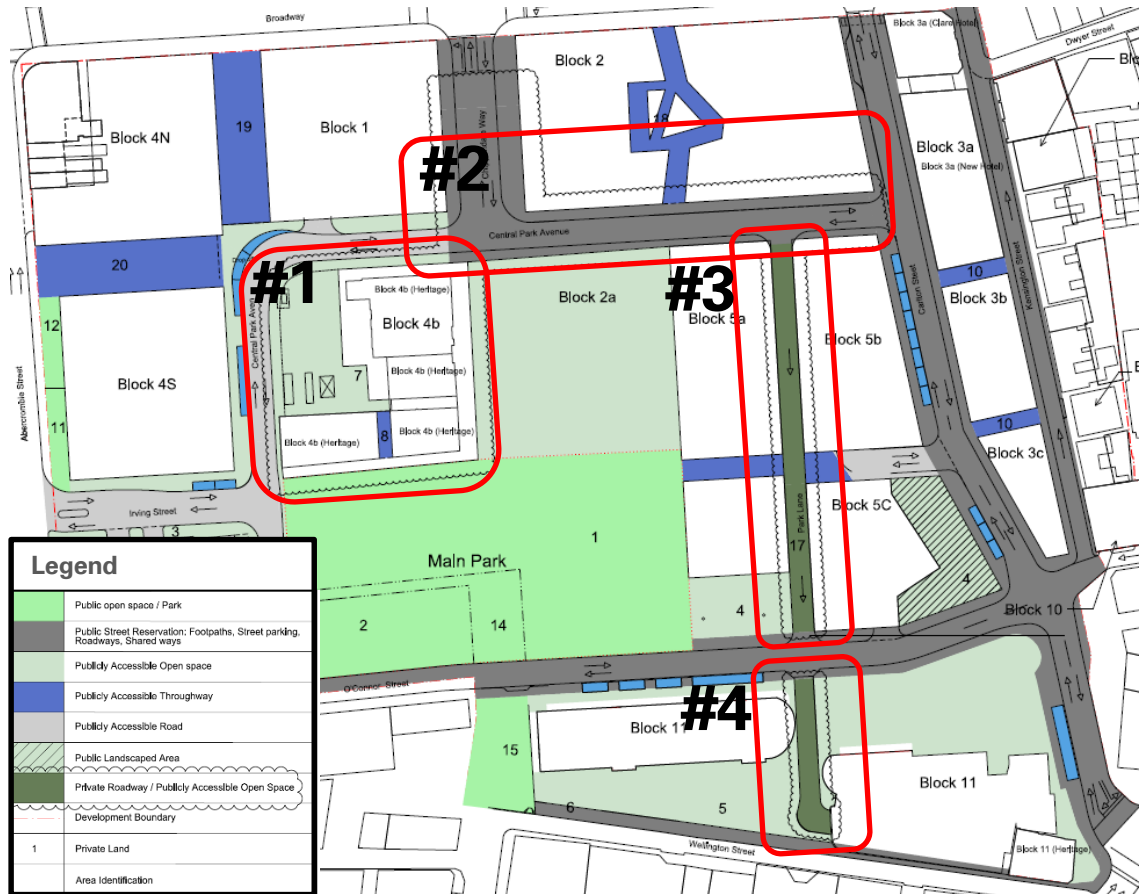 Broadway
Block 3a (Clare Hotel)
Dwyer Street
Block 2
Block 4N
19
Block 1
18
Block 3a
Block 3a (New Hotel)
#2
Central Park Avenue
20
#1
#3
Block 4b (Heritage)
Block 2a
Carlton Street
Kensington Street
10
Block 3b
12
Central Park Aven
Block 4b
Block 5a
Block 5b
Block 4b (Heritage)
7
Block 4S
Abercrombie Street
11
Block 4b (Heritage)
8
Block 4b (Heritage)
10
Block 3c
Irving Street
3
Park Lane
Block 5C
1
17
Main Park
4
4
Block 10
2
14
O'Connor Street
#4
Block 11
15
Block 11
6
5
7
Wellington Street
Block 11 (Heritage)
Legend
Public open space / Park
Public Street Reservation: Footpaths, Street parking,
Roadways, Shared ways
Publicly Accessible Open space
Publicly Accessible Throughway
Publicly Accessible Road
Public Landscaped Area
Private Roadway / Publicly Accessible Open Space
Development Boundary
1
Private Land
Area Identification